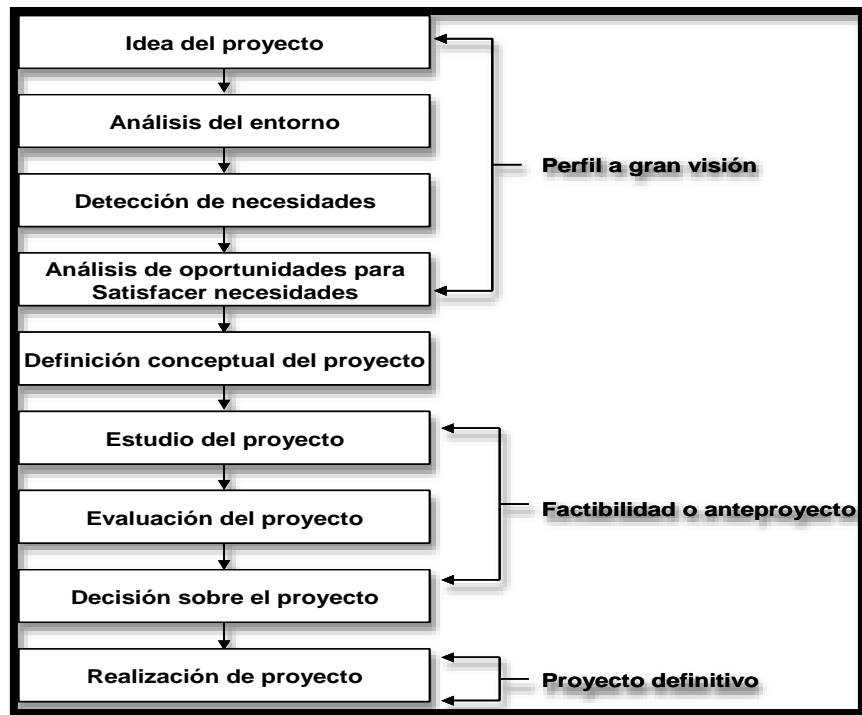 Idea del proyecto
Análisis del entorno
Detección de necesidades
Perfil a gran visión
Análisis de oportunidades para
Satisfacer necesidades
Definición conceptual del proyecto
Estudio del proyecto
Evaluación del proyecto
Factibilidad o anteproyecto
Decisión sobre el proyecto
Realización de proyecto
Proyecto definitivo